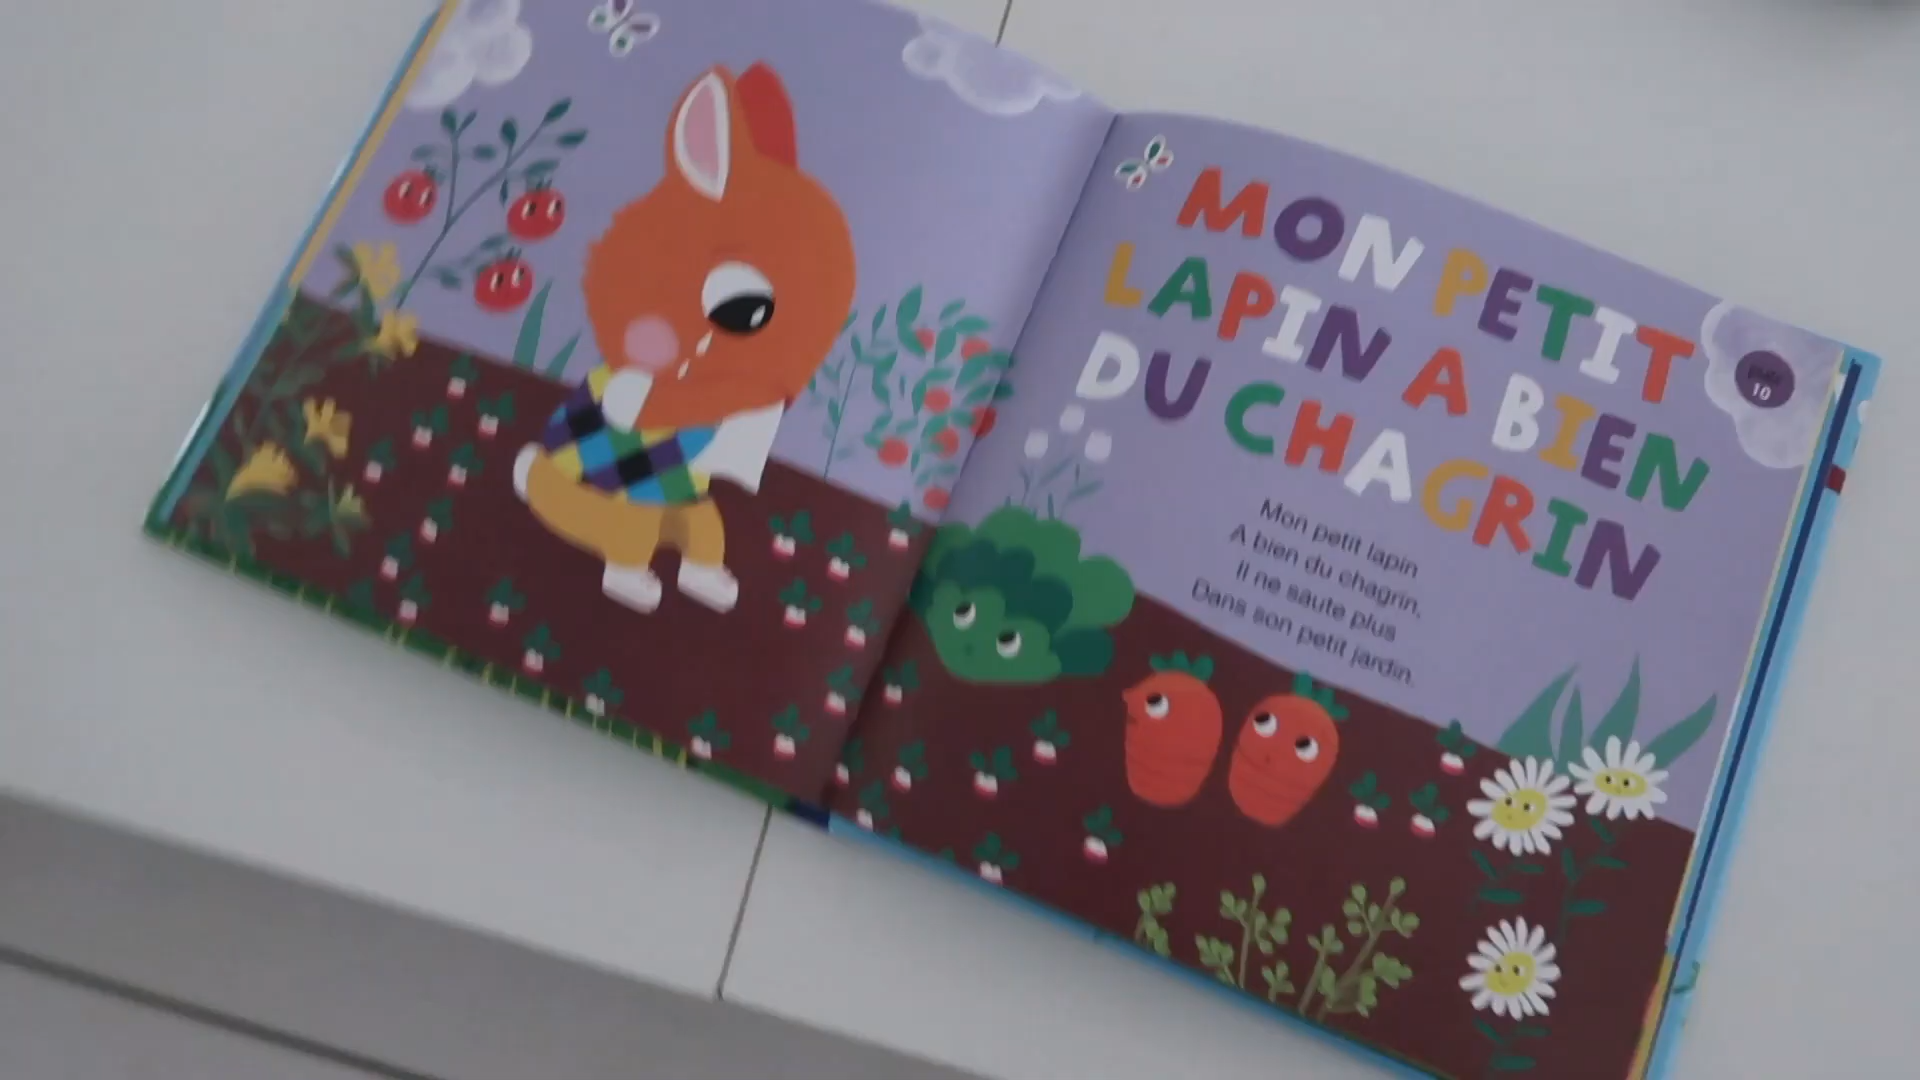 MON PETIT
LAPIN A BIEN
DU CHAGRIN
10
Mon petit lapin
A bien du chagrin,
Il ne saute plus
Dans son petit jardin.